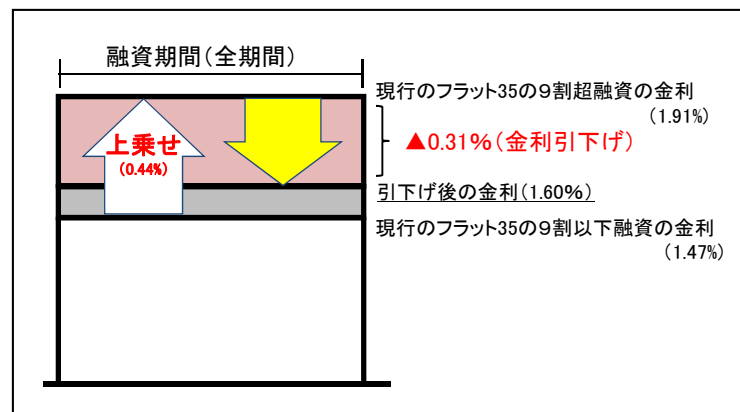 融資期間(全期間)
現行のフラット35の9割超融資の金利
(1.91%)
上乗せ
(0.44%)
▲0.31%(金利引下げ)
引下げ後の金利(1.60%)
現行のフラット35の9割以下融資の金利
(1.47%)